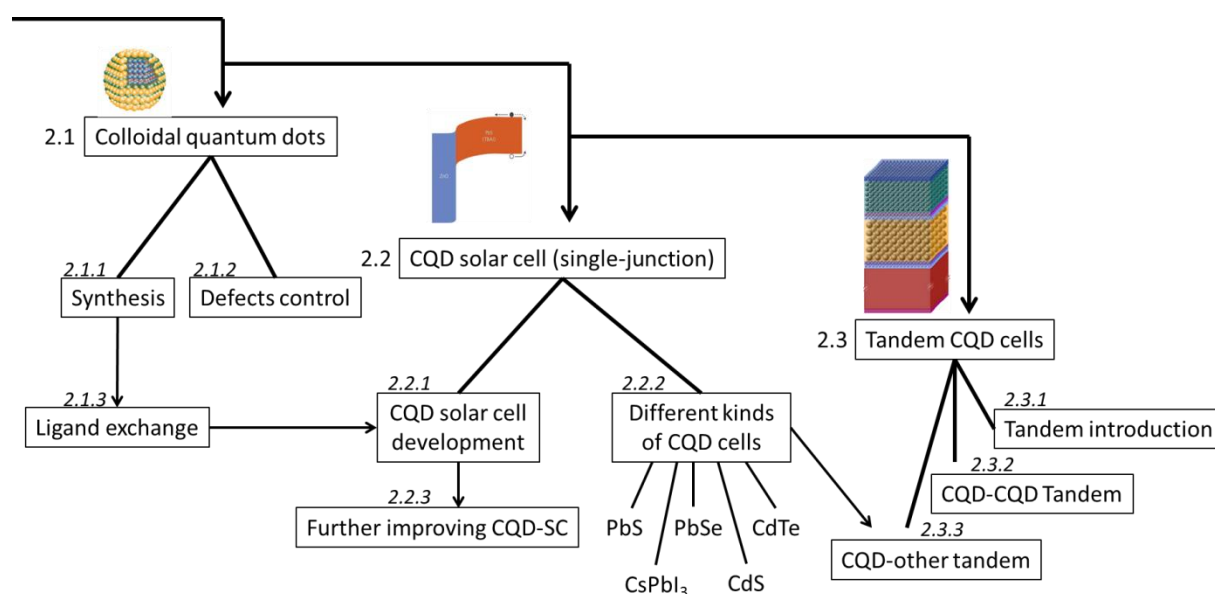 2.1 Colloidal quantum dots
2.1.1
Synthesis
2.1.2
Defects control
2.1.3
Ligand exchange
2.2 CQD solar cell (single-junction)
2.2.1
CQD solar cell
development
2.2.2
Different kinds
of CQD cells
2.2.3
Further improving CQD-SC
PbS
PbSe
CdTe
CsPbI₃
CdS
2.3 Tandem CQD cells
2.3.1
Tandem introduction
2.3.2
CQD-CQD Tandem
2.3.3
CQD-other tandem